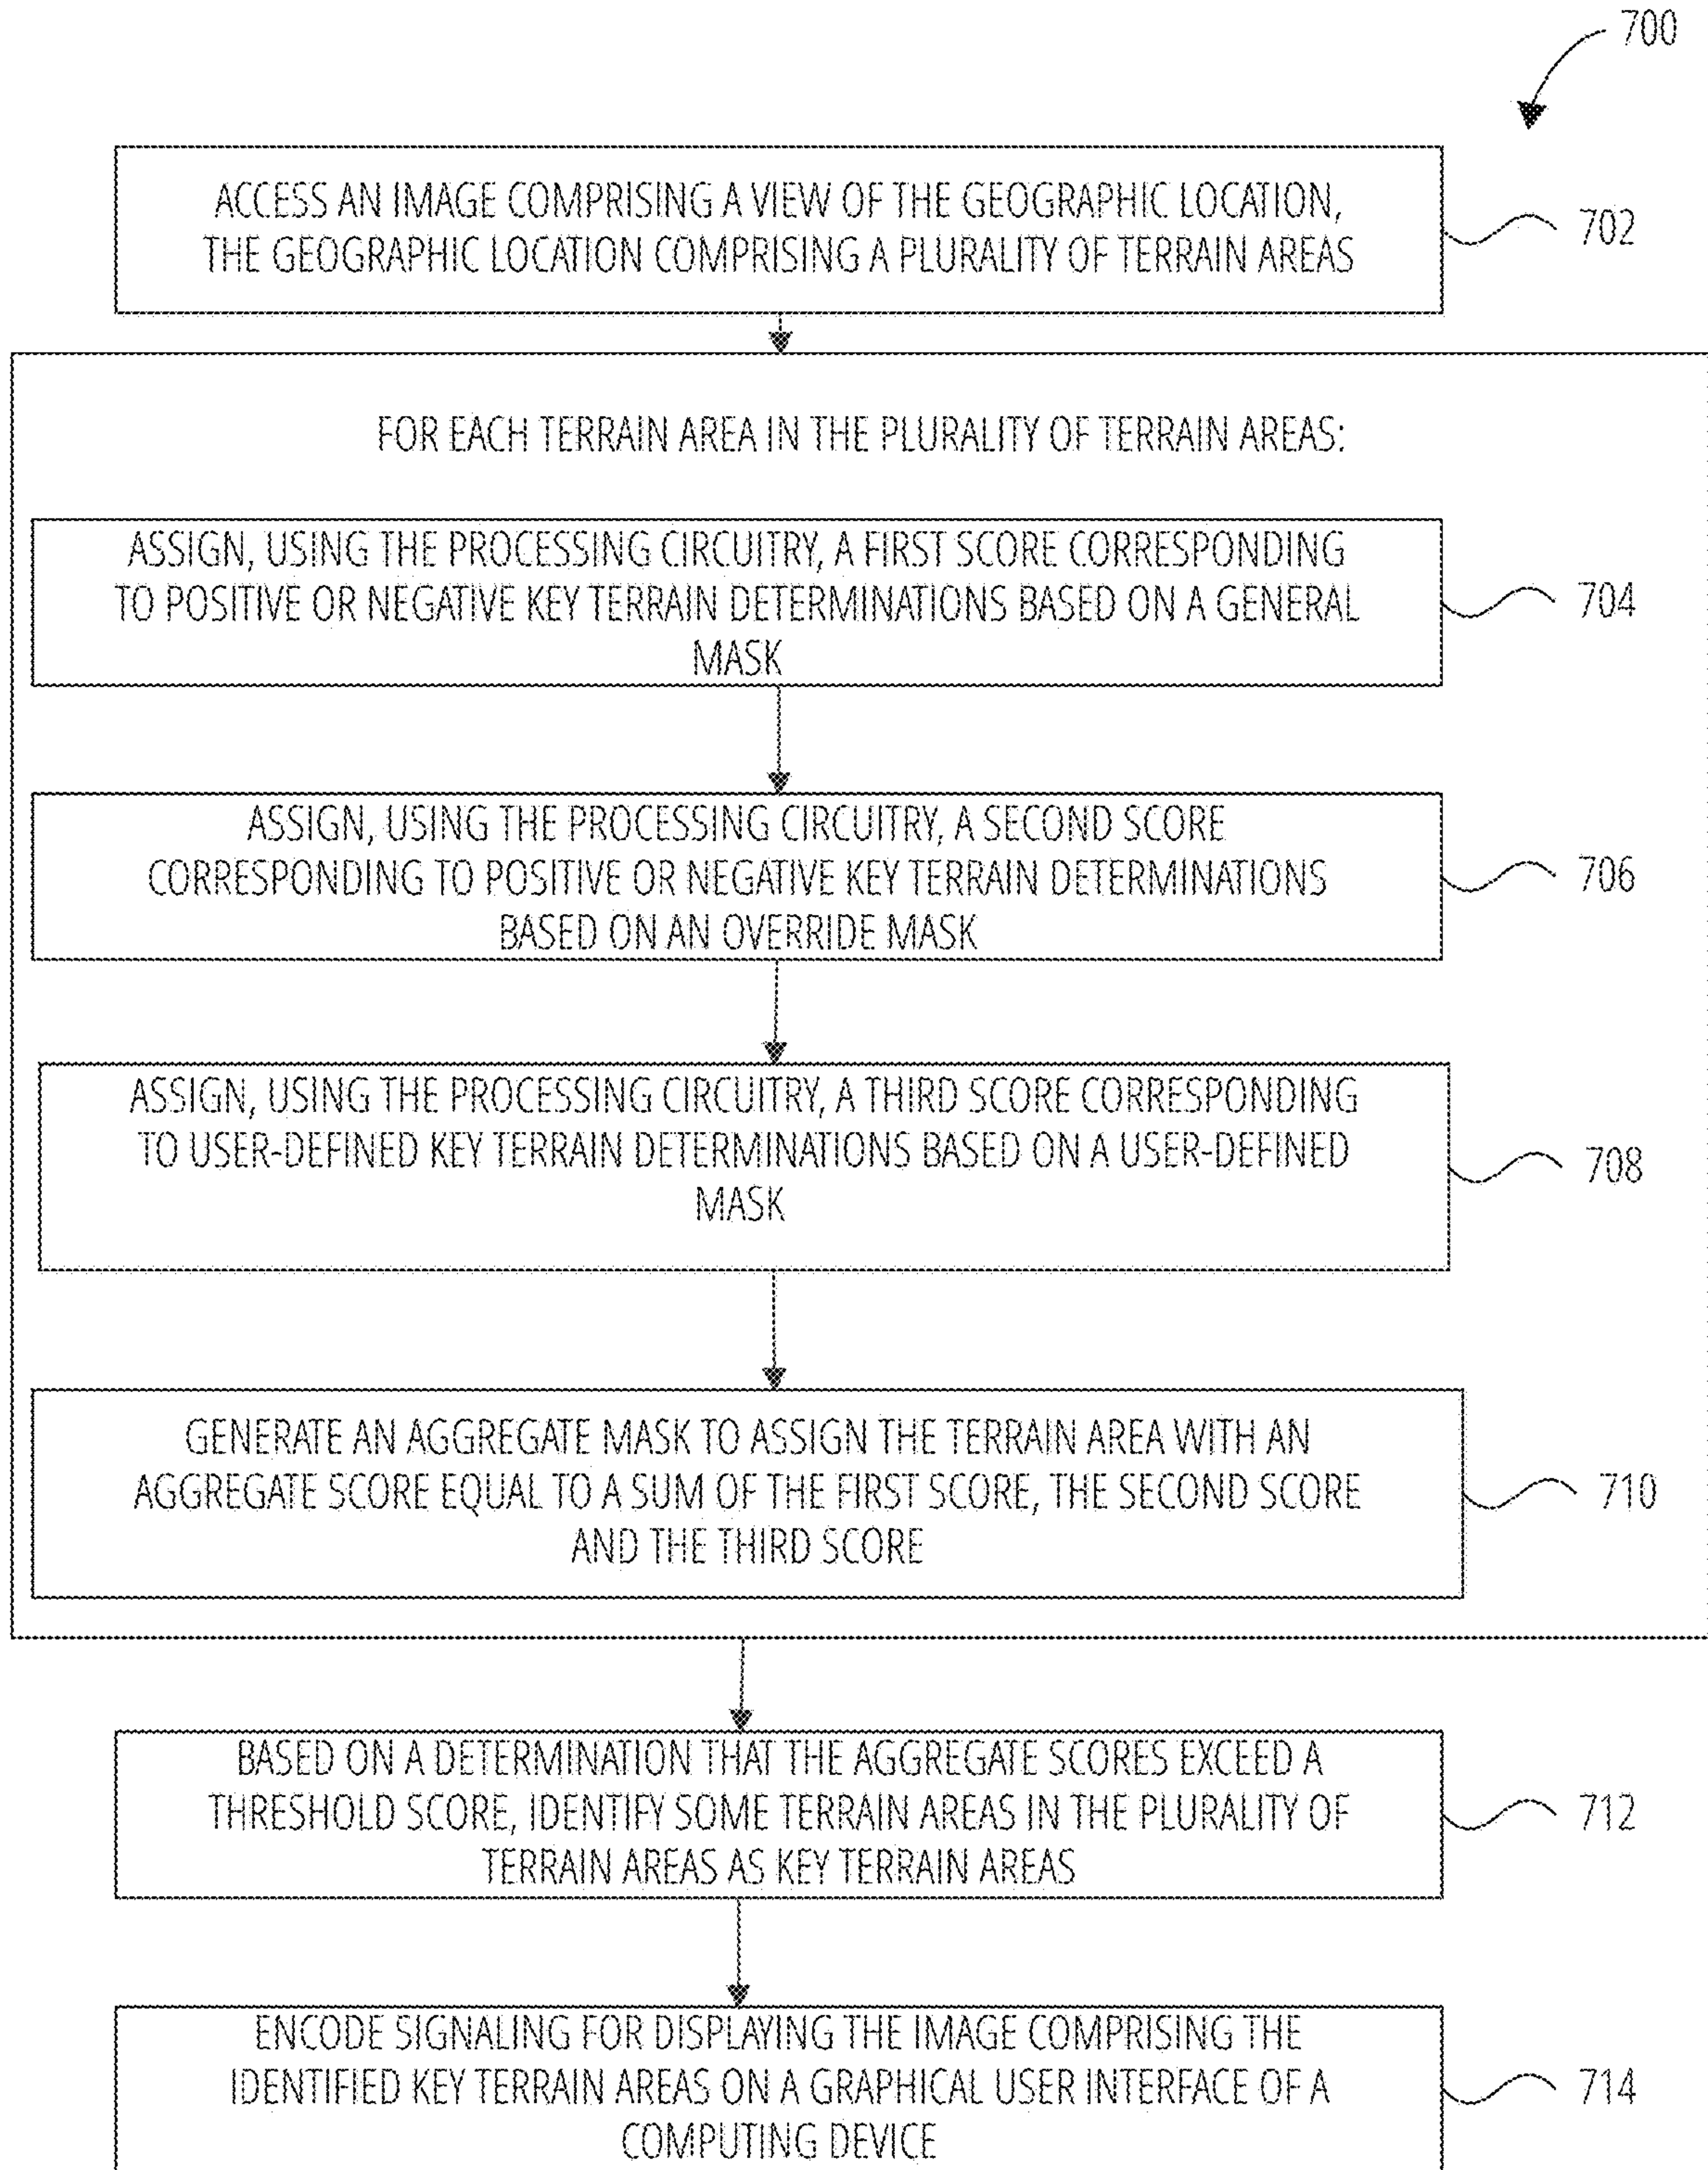 700
ACCESS AN IMAGE COMPRISING A VIEW OF THE GEOGRAPHIC LOCATION,
THE GEOGRAPHIC LOCATION COMPRISING A PLURALITY OF TERRAIN AREAS
702
FOR EACH TERRAIN AREA IN THE PLURALITY OF TERRAIN AREAS:
ASSIGN, USING THE PROCESSING CIRCUITRY, A FIRST SCORE CORRESPONDING
TO POSITIVE OR NEGATIVE KEY TERRAIN DETERMINATIONS BASED ON A GENERAL
MASK
704
ASSIGN, USING THE PROCESSING CIRCUITRY, A SECOND SCORE
CORRESPONDING TO POSITIVE OR NEGATIVE KEY TERRAIN DETERMINATIONS
BASED ON AN OVERRIDE MASK
706
ASSIGN, USING THE PROCESSING CIRCUITRY, A THIRD SCORE CORRESPONDING
TO USER-DEFINED KEY TERRAIN DETERMINATIONS BASED ON A USER-DEFINED
MASK
708
GENERATE AN AGGREGATE MASK TO ASSIGN THE TERRAIN AREA WITH AN
AGGREGATE SCORE EQUAL TO A SUM OF THE FIRST SCORE, THE SECOND SCORE
AND THE THIRD SCORE
710
BASED ON A DETERMINATION THAT THE AGGREGATE SCORES EXCEED A
THRESHOLD SCORE, IDENTIFY SOME TERRAIN AREAS IN THE PLURALITY OF
TERRAIN AREAS AS KEY TERRAIN AREAS
712
ENCODE SIGNALING FOR DISPLAYING THE IMAGE COMPRISING THE
IDENTIFIED KEY TERRAIN AREAS ON A GRAPHICAL USER INTERFACE OF A
COMPUTING DEVICE
714